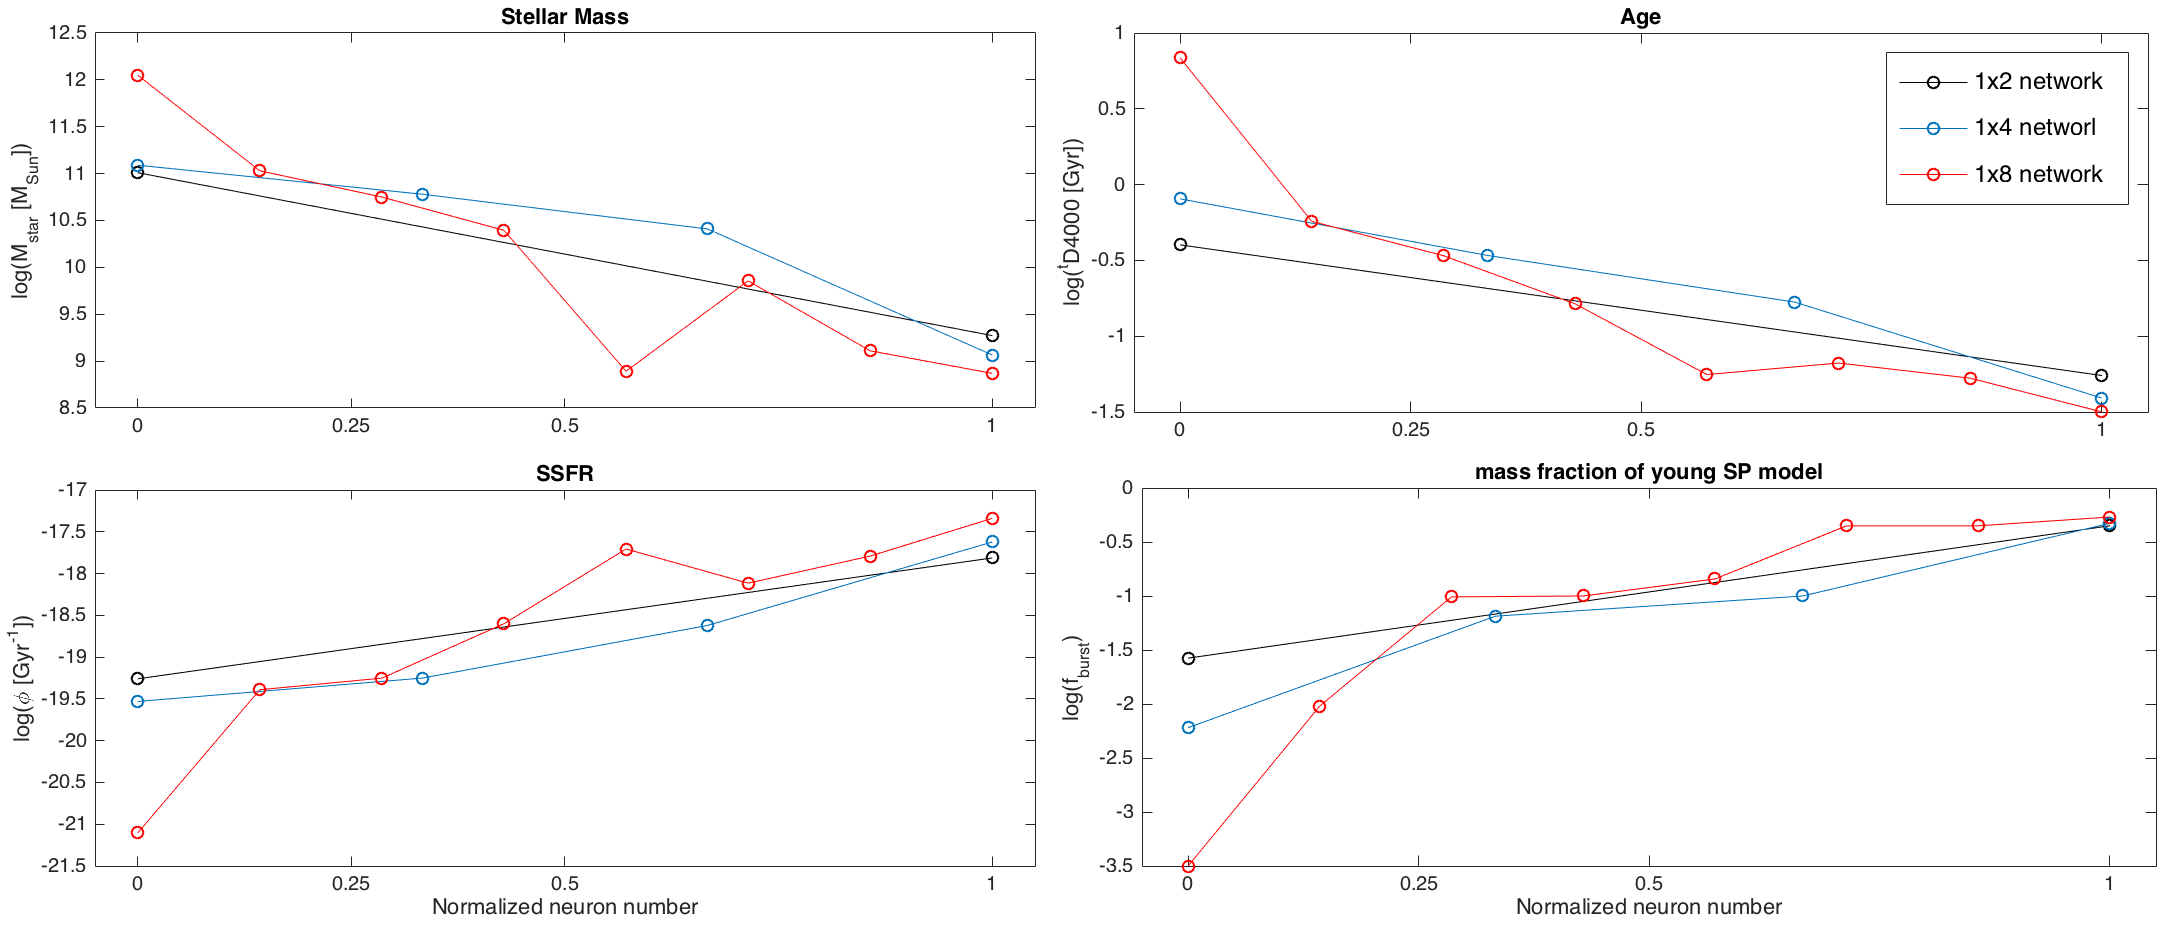 Stellar Mass
12.5
12
11.5
11
10.5
10
9.5
9
8.5
log(M_star [M_Sun])
0 0.25 0.5 1
Age
1
0.5
0
-0.5
-1
-1.5
log(^tD4000 [Gyr])
0 0.25 0.5 1
1x2 network
1x4 networl
1x8 network
SSFR
-17
-17.5
-18
-18.5
-19
-19.5
-20
-20.5
-21
-21.5
log(ϕ [Gyr^-1])
0 0.25 0.5 1
Normalized neuron number
mass fraction of young SP model
0
-0.5
-1
-1.5
-2
-2.5
-3
-3.5
log(f_burst)
0 0.25 0.5 1
Normalized neuron number